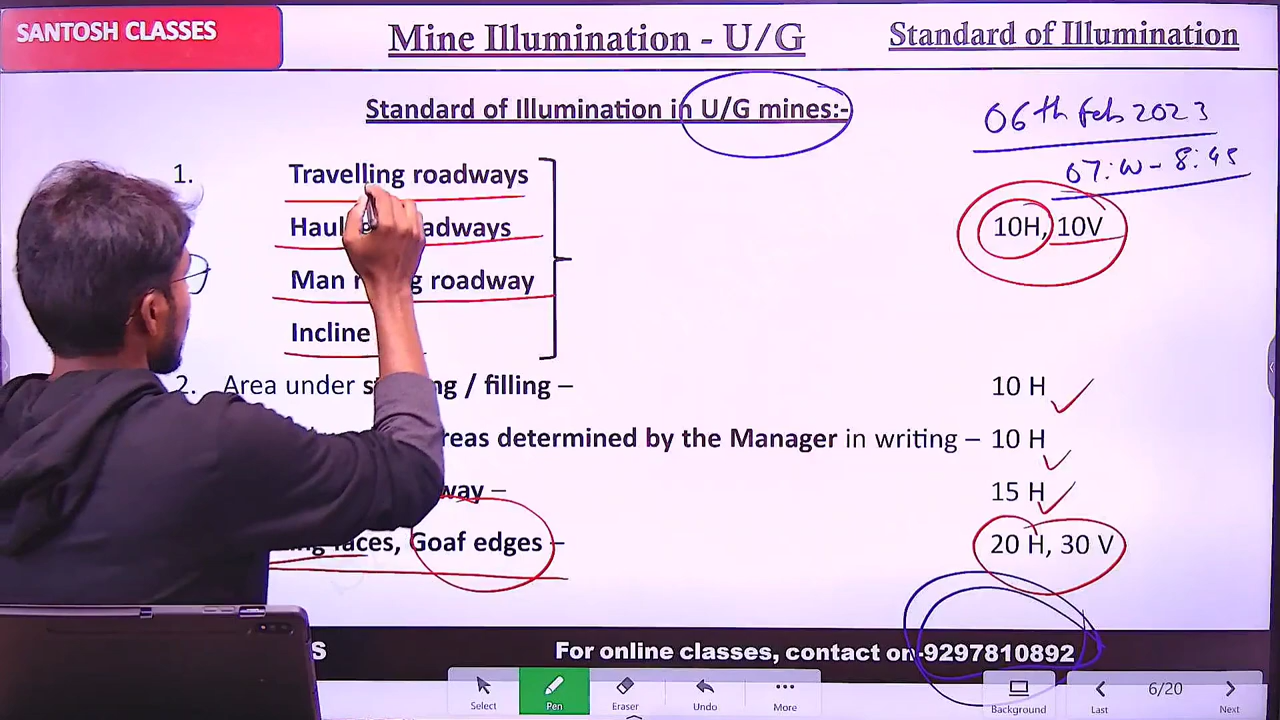 SANTOSH CLASSES
Mine Illumination - U/G
Standard of Illumination
Standard of Illumination in U/G mines:-
06th Feb 2023
1. Travelling roadways
Haul adways
10H, 10V
Man r g roadway
Incline
2. Area under s ng / filling – 10 H
reas determined by the Manager in writing – 10 H
way – 15 H
ng faces, Goaf edges – 20 H, 30 V
S
For online classes, contact on -9297810892
Select
Pen
Eraser
Undo
More
Background
Last
6/20
Next